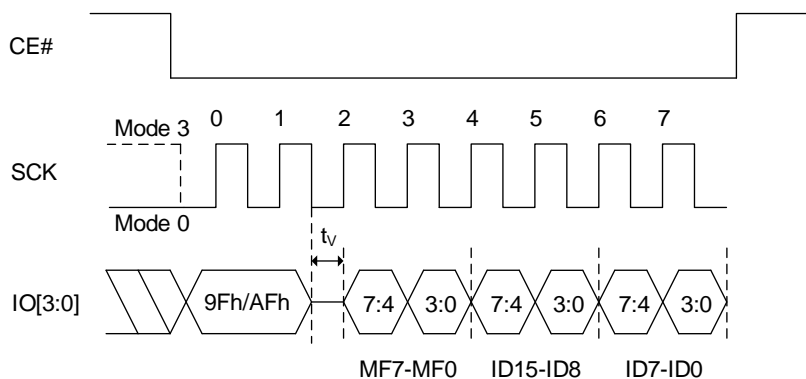 CE#
Mode 3 0 1 2 3 4 5 6 7
SCK
Mode 0
tV
IO[3:0] 9Fh/AFh 7:4 3:0 7:4 3:0 7:4 3:0
MF7-MF0 ID15-ID8 ID7-ID0